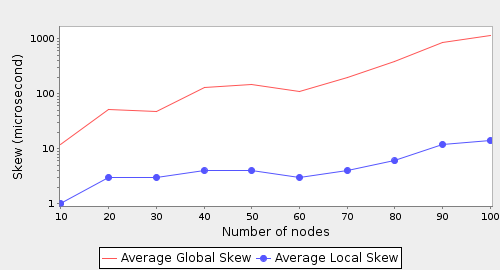 1000
100
10
1
Skew (microsecond)
10 20 30 40 50 60 70 80 90 100
Number of nodes
Average Global Skew Average Local Skew